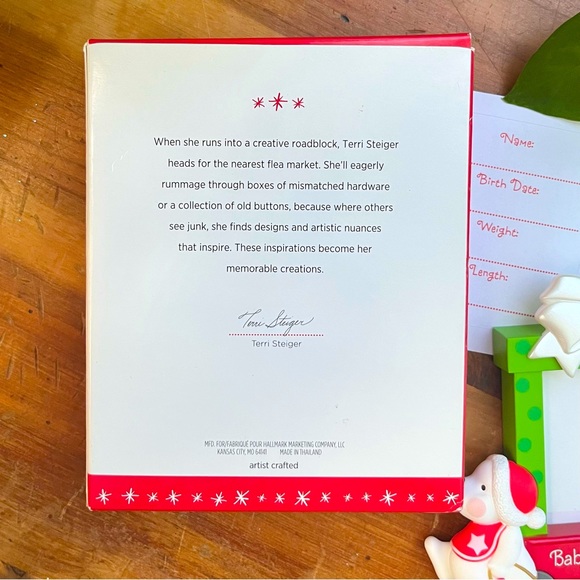 When she runs into a creative roadblock, Terri Steiger
heads for the nearest flea market. She'll eagerly
rummage through boxes of mismatched hardware
or a collection of old buttons, because where others
see junk, she finds designs and artistic nuances
that inspire. These inspirations become her
memorable creations.
Terri Steiger
Terri Steiger
MFD. FOR/FABRIQUÉ POUR HALLMARK MARKETING COMPANY, LLC
KANSAS CITY, MO 64141 MADE IN THAILAND
artist crafted
Name:
Birth Date:
Weight:
Length:
Bab